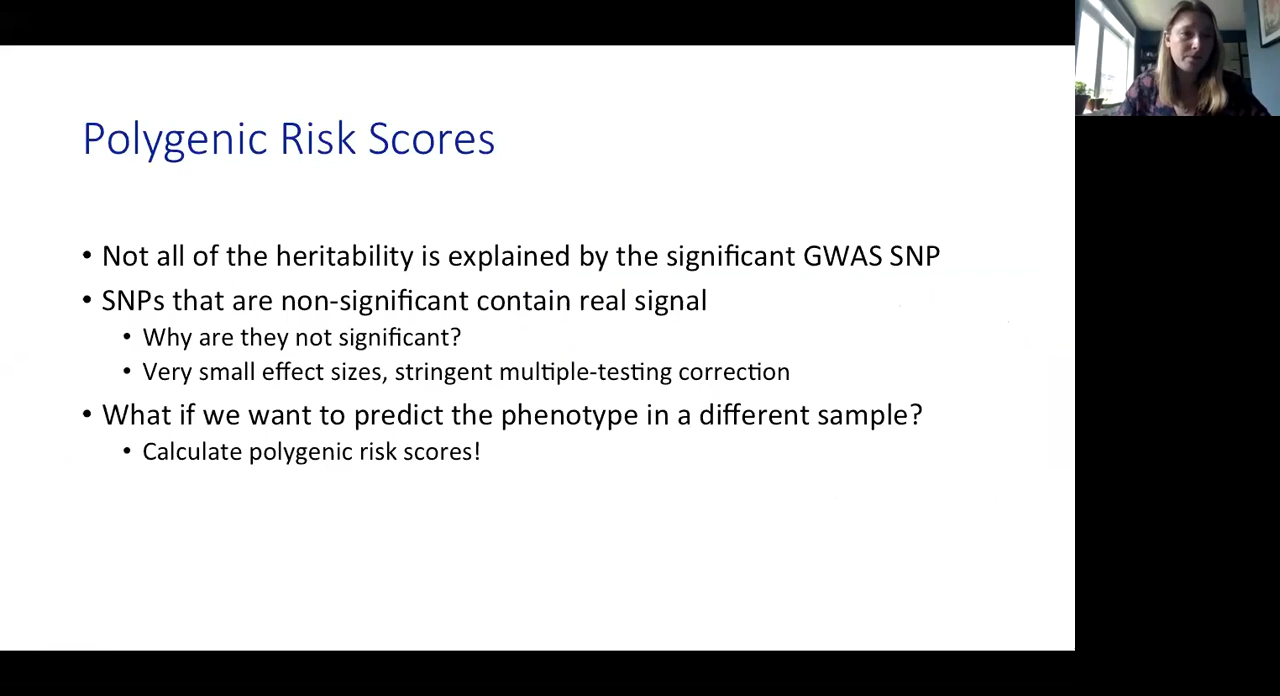 Polygenic Risk Scores
• Not all of the heritability is explained by the significant GWAS SNP
• SNPs that are non-significant contain real signal
• Why are they not significant?
• Very small effect sizes, stringent multiple-testing correction
• What if we want to predict the phenotype in a different sample?
• Calculate polygenic risk scores!